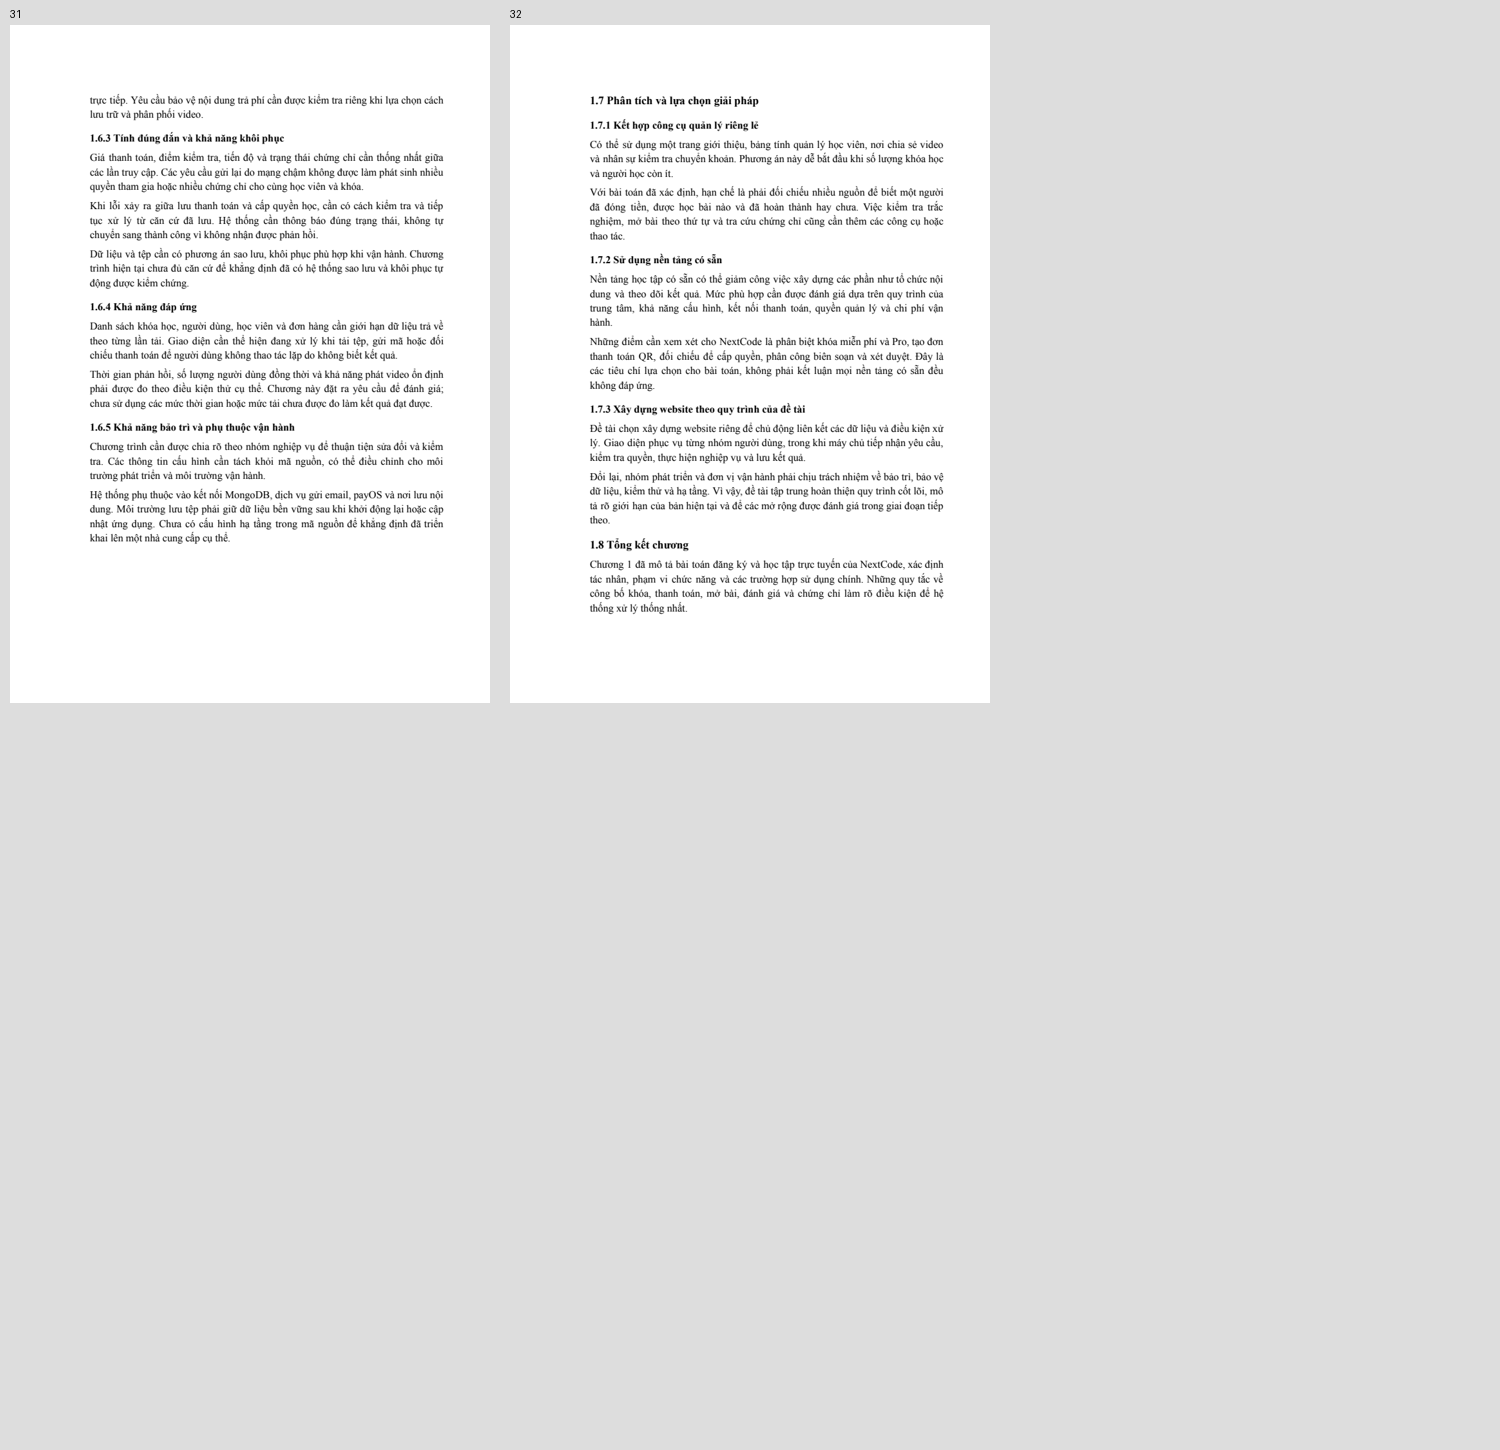 31
trực tiếp. Yêu cầu bảo vệ nội dung trả phí cần được kiểm tra riêng khi lựa chọn cách
lưu trữ và phân phối video.
1.6.3 Tính đúng đắn và khả năng khôi phục
Giá thanh toán, điểm kiểm tra, tiến độ và trạng thái chứng chỉ cần thống nhất giữa
các lần truy cập. Các yêu cầu gửi lại do mạng chậm không được làm phát sinh nhiều
quyền tham gia hoặc nhiều chứng chỉ cho cùng học viên và khóa.
Khi lỗi xảy ra giữa lưu thanh toán và cấp quyền học, cần có cách kiểm tra và tiếp
tục xử lý từ căn cứ đã lưu. Hệ thống cần thông báo đúng trạng thái, không tự
chuyển sang thành công vì không nhận được phản hồi.
Dữ liệu và tệp cần có phương án sao lưu, khôi phục phù hợp khi vận hành. Chương
trình hiện tại chưa đủ căn cứ để khẳng định đã có hệ thống sao lưu và khôi phục tự
động được kiểm chứng.
1.6.4 Khả năng đáp ứng
Danh sách khóa học, người dùng, học viên và đơn hàng cần giới hạn dữ liệu trả về
theo từng lần tải. Giao diện cần thể hiện đang xử lý khi tải tệp, gửi mã hoặc đối
chiếu thanh toán để người dùng không thao tác lặp do không biết kết quả.
Thời gian phản hồi, số lượng người dùng đồng thời và khả năng phát video ổn định
phải được đo theo điều kiện thử cụ thể. Chương này đặt ra yêu cầu để đánh giá;
chưa sử dụng các mức thời gian hoặc mức tải chưa được đo làm kết quả đạt được.
1.6.5 Khả năng bảo trì và phụ thuộc vận hành
Chương trình cần được chia rõ theo nhóm nghiệp vụ để thuận tiện sửa đổi và kiểm
tra. Các thông tin cấu hình cần tách khỏi mã nguồn, có thể điều chỉnh cho môi
trường phát triển và môi trường vận hành.
Hệ thống phụ thuộc vào kết nối MongoDB, dịch vụ gửi email, payOS và nơi lưu nội
dung. Môi trường lưu tệp phải giữ dữ liệu bền vững sau khi khởi động lại hoặc cập
nhật ứng dụng. Chưa có cấu hình hạ tầng trong mã nguồn để khẳng định đã triển
khai lên một nhà cung cấp cụ thể.
32
1.7 Phân tích và lựa chọn giải pháp
1.7.1 Kết hợp công cụ quản lý riêng lẻ
Có thể sử dụng một trang giới thiệu, bảng tính quản lý học viên, nơi chia sẻ video
và nhân sự kiểm tra chuyển khoản. Phương án này dễ bắt đầu khi số lượng khóa học
và người học còn ít.
Với bài toán đã xác định, hạn chế là phải đối chiếu nhiều nguồn để biết một người
đã đóng tiền, được học bài nào và đã hoàn thành hay chưa. Việc kiểm tra trắc
nghiệm, mở bài theo thứ tự và tra cứu chứng chỉ cũng cần thêm các công cụ hoặc
thao tác.
1.7.2 Sử dụng nền tảng có sẵn
Nền tảng học tập có sẵn có thể giảm công việc xây dựng các phần như tổ chức nội
dung và theo dõi kết quả. Mức phù hợp cần được đánh giá dựa trên quy trình của
trung tâm, khả năng cấu hình, kết nối thanh toán, quyền quản lý và chi phí vận
hành.
Những điểm cần xem xét cho NextCode là phân biệt khóa miễn phí và Pro, tạo đơn
thanh toán QR, đối chiếu để cấp quyền, phân công biên soạn và xét duyệt. Đây là
các tiêu chí lựa chọn cho bài toán, không phải kết luận mọi nền tảng có sẵn đều
không đáp ứng.
1.7.3 Xây dựng website theo quy trình của đề tài
Đề tài chọn xây dựng website riêng để chủ động liên kết các dữ liệu và điều kiện xử
lý. Giao diện phục vụ từng nhóm người dùng, trong khi máy chủ tiếp nhận yêu cầu,
kiểm tra quyền, thực hiện nghiệp vụ và lưu kết quả.
Đổi lại, nhóm phát triển và đơn vị vận hành phải chịu trách nhiệm về bảo trì, bảo vệ
dữ liệu, kiểm thử và hạ tầng. Vì vậy, đề tài tập trung hoàn thiện quy trình cốt lõi, mô
tả rõ giới hạn của bản hiện tại và để các mở rộng được đánh giá trong giai đoạn tiếp
theo.
1.8 Tổng kết chương
Chương 1 đã mô tả bài toán đăng ký và học tập trực tuyến của NextCode, xác định
tác nhân, phạm vi chức năng và các trường hợp sử dụng chính. Những quy tắc về
công bố khóa, thanh toán, mở bài, đánh giá và chứng chỉ làm rõ điều kiện để hệ
thống xử lý thống nhất.